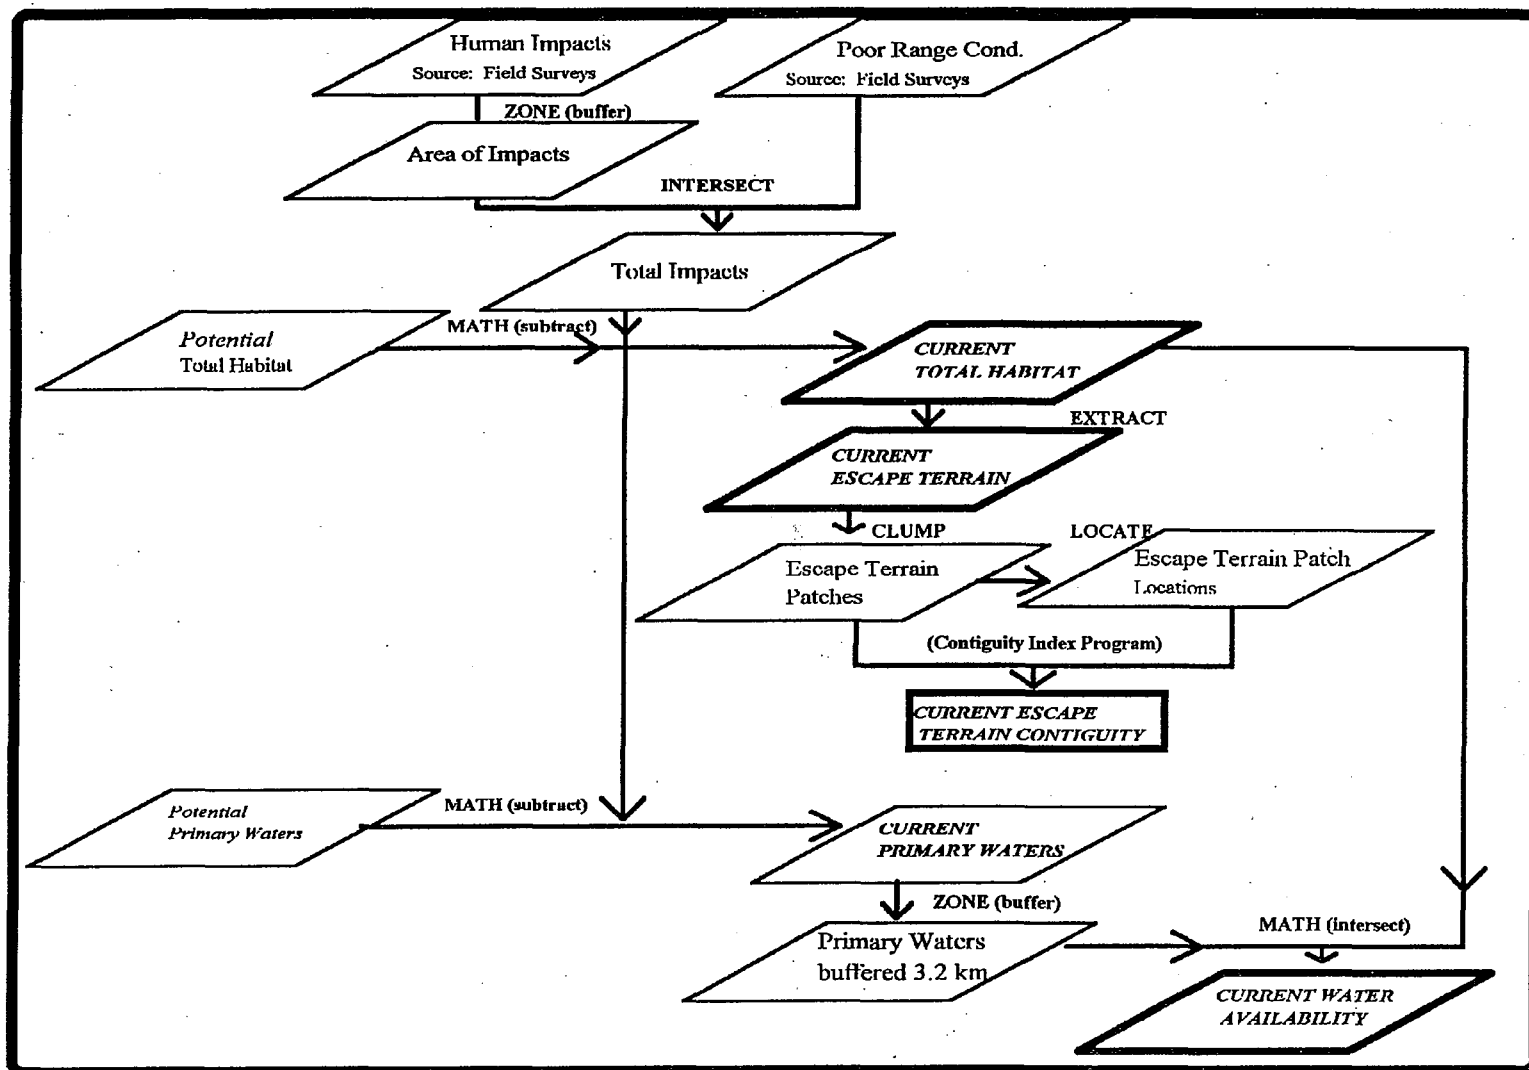 Human Impacts
Source: Field Surveys
Poor Range Cond.
Source: Field Surveys
ZONE (buffer)
Area of Impacts
INTERSECT
Total Impacts
Potential
Total Habitat
MATH (subtract)
CURRENT
TOTAL HABITAT
EXTRACT
CURRENT
ESCAPE TERRAIN
CLUMP
LOCATE
Escape Terrain
Patches
Escape Terrain Patch
Locations
(Contiguity Index Program)
CURRENT ESCAPE
TERRAIN CONTIGUITY
Potential
Primary Waters
MATH (subtract)
CURRENT
PRIMARY WATERS
ZONE (buffer)
Primary Waters
buffered 3.2 km
MATH (intersect)
CURRENT WATER
AVAILABILITY